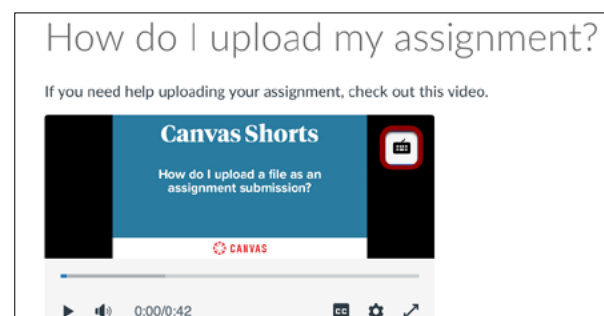 How do I upload my assignment?
If you need help uploading your assignment, check out this video.
Canvas Shorts
How do I upload a file as an
assignment submission?
CANVAS
0:00/0:42
CC